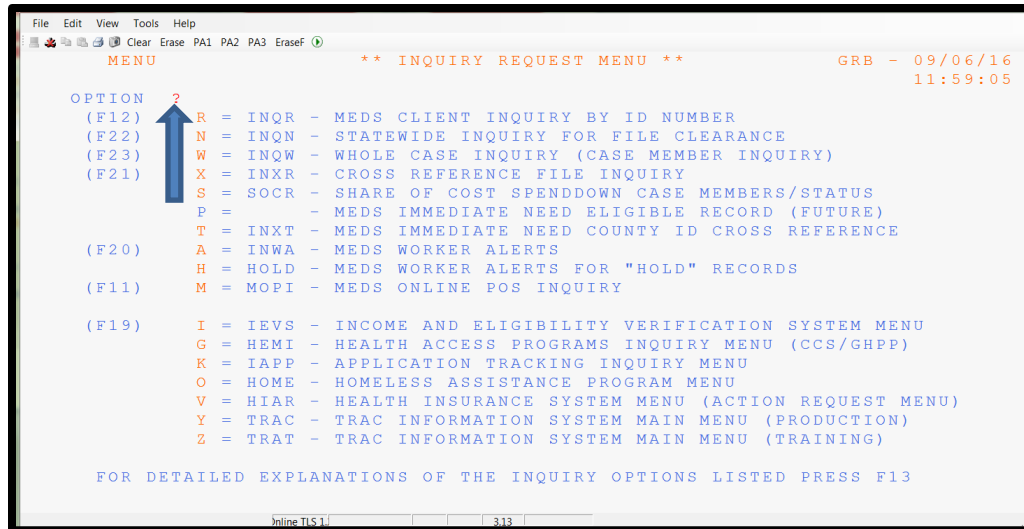 File Edit View Tools Help
Clear Erase PA1 PA2 PA3 EraseF
MENU ** INQUIRY REQUEST MENU ** GRB - 09/06/16
11:59:05
OPTION ?
(F12) R = INQR - MEDS CLIENT INQUIRY BY ID NUMBER
(F22) N = INQN - STATEWIDE INQUIRY FOR FILE CLEARANCE
(F23) W = INQW - WHOLE CASE INQUIRY (CASE MEMBER INQUIRY)
(F21) X = INXR - CROSS REFERENCE FILE INQUIRY
S = SOCR - SHARE OF COST SPENDDOWN CASE MEMBERS/STATUS
P = - MEDS IMMEDIATE NEED ELIGIBLE RECORD (FUTURE)
T = INXT - MEDS IMMEDIATE NEED COUNTY ID CROSS REFERENCE
(F20) A = INWA - MEDS WORKER ALERTS
H = HOLD - MEDS WORKER ALERTS FOR "HOLD" RECORDS
(F11) M = MOPI - MEDS ONLINE POS INQUIRY
(F19) I = IEVS - INCOME AND ELIGIBILITY VERIFICATION SYSTEM MENU
G = HEMI - HEALTH ACCESS PROGRAMS INQUIRY MENU (CCS/GHPP)
K = IAPP - APPLICATION TRACKING INQUIRY MENU
O = HOME - HOMELESS ASSISTANCE PROGRAM MENU
V = HIAR - HEALTH INSURANCE SYSTEM MENU (ACTION REQUEST MENU)
Y = TRAC - TRAC INFORMATION SYSTEM MAIN MENU (PRODUCTION)
Z = TRAT - TRAC INFORMATION SYSTEM MAIN MENU (TRAINING)
FOR DETAILED EXPLANATIONS OF THE INQUIRY OPTIONS LISTED PRESS F13
TLS 1. 3,13